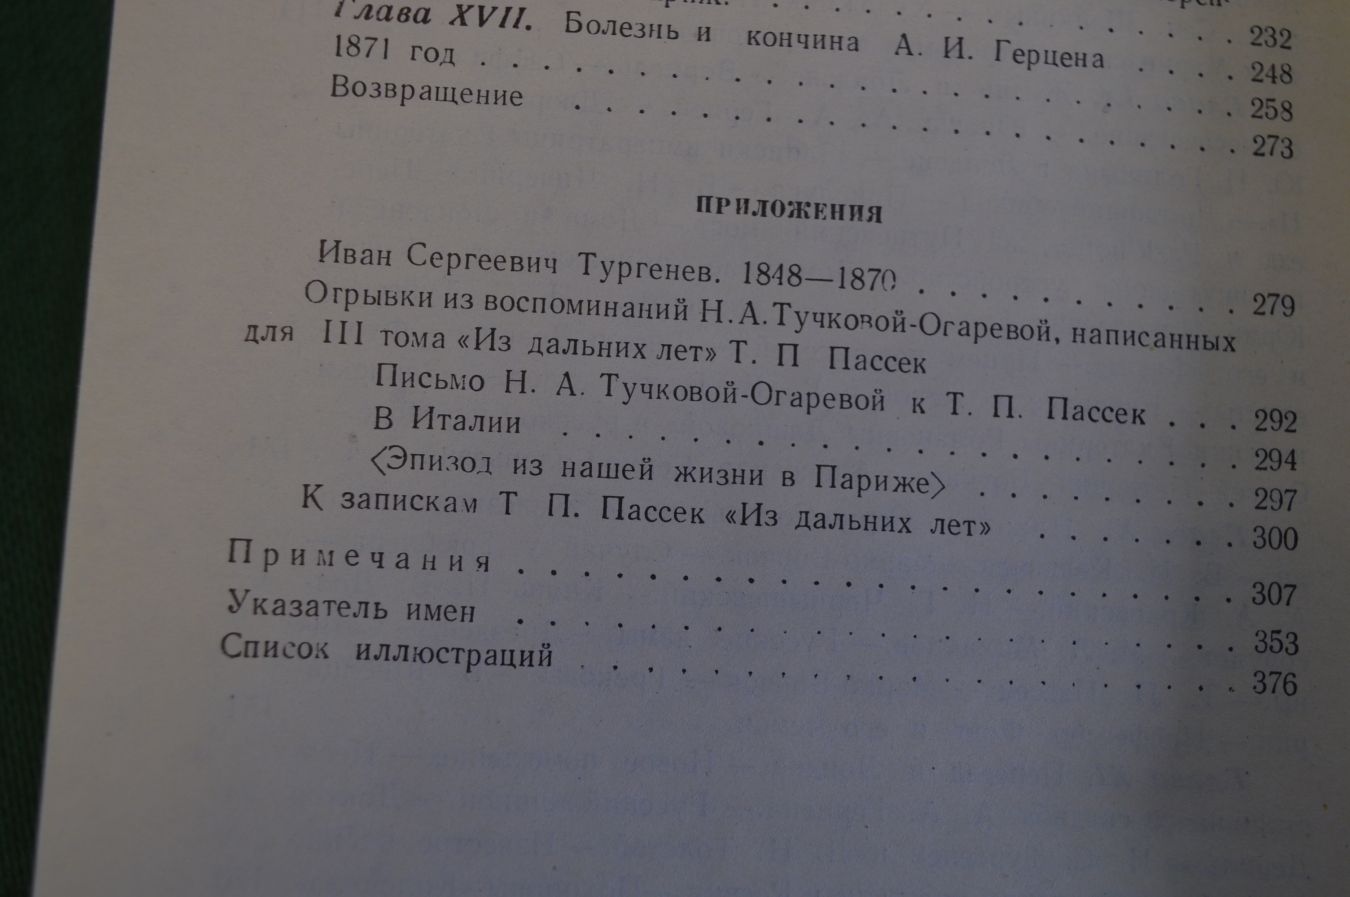 232
Глава XVII. Болезнь и кончина А. И. Герцена . . . . 248
1871 год . . . . . . . . . . . . . . . . . . . . 258
Возвращение . . . . . . . . . . . . . . . . . . 273
ПРИЛОЖЕНИЯ
Иван Сергеевич Тургенев. 1848—1870 . . . . . . . . . . 279
Отрывки из воспоминаний Н. А. Тучковой-Огаревой, написанных
для III тома «Из дальних лет» Т. П Пассек
Письмо Н. А. Тучковой-Огаревой к Т. П. Пассек . . . 292
В Италии . . . . . . . . . . . . . . . . . . 294
<Эпизод из нашей жизни в Париже> . . . . . . . . . 297
К запискам Т П. Пассек «Из дальних лет» . . . . . . . 300
Примечания . . . . . . . . . . . . . . . . . . . . 307
Указатель имен . . . . . . . . . . . . . . . . . . . . 353
Список иллюстраций . . . . . . . . . . . . . . . . . . 376